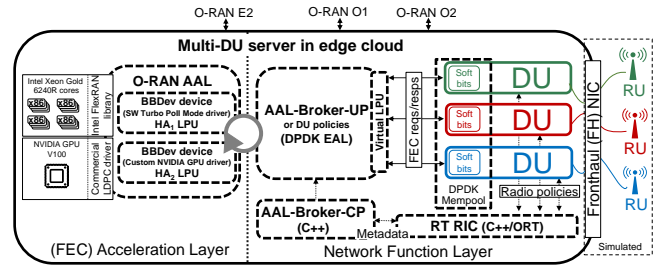 O-RAN E2
O-RAN O1
O-RAN O2
Multi-DU server in edge cloud
Intel Xeon Gold
6240R cores
x86
x86
x86
x86
Intel FlexRAN
library
NVIDIA GPU
V100
Commercial
LDPC driver
O-RAN AAL
BBDev device
(SW Turbo Poll Mode driver)
HA1 LPU
BBDev device
(Custom NVIDIA GPU driver)
HA2 LPU
(FEC) Acceleration Layer
AAL-Broker-UP
or DU policies
(DPDK EAL)
Virtual LPU
FEC reqs/resps
Soft
bits
DU
Soft
bits
DU
Soft
bits
DU
DPDK
Mempool
Radio policies
AAL-Broker-CP
(C++)
Metadata
RT RIC (C++/ORT)
Network Function Layer
Fronthaul (FH) NIC
RU
RU
RU
Simulated